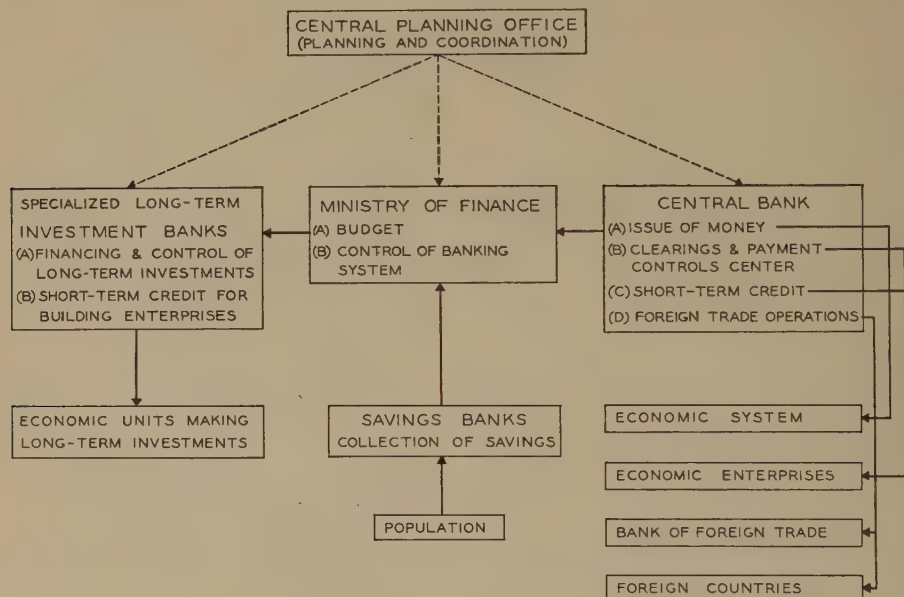 CENTRAL PLANNING OFFICE
(PLANNING AND COORDINATION)
SPECIALIZED LONG-TERM
INVESTMENT BANKS
(A) FINANCING & CONTROL OF
LONG-TERM INVESTMENTS
(B) SHORT-TERM CREDIT FOR
BUILDING ENTERPRISES
MINISTRY OF FINANCE
(A) BUDGET
(B) CONTROL OF BANKING
SYSTEM
CENTRAL BANK
(A) ISSUE OF MONEY
(B) CLEARINGS & PAYMENT
CONTROLS CENTER
(C) SHORT-TERM CREDIT
(D) FOREIGN TRADE OPERATIONS
ECONOMIC UNITS MAKING
LONG-TERM INVESTMENTS
SAVINGS BANKS
COLLECTION OF SAVINGS
POPULATION
ECONOMIC SYSTEM
ECONOMIC ENTERPRISES
BANK OF FOREIGN TRADE
FOREIGN COUNTRIES